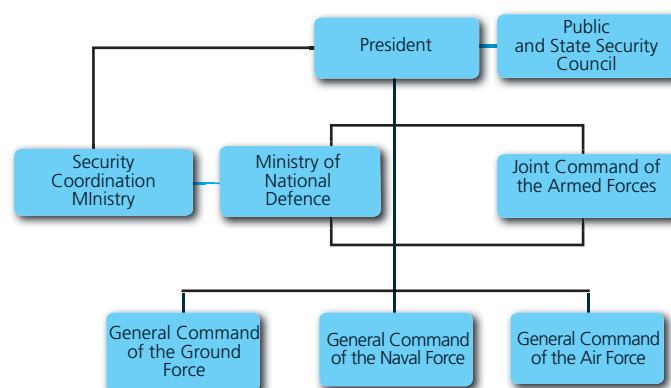 President
Public
and State Security
Council
Security
Coordination
MInistry
Ministry of
National
Defence
Joint Command of
the Armed Forces
General Command
of the Ground
Force
General Command
of the Naval Force
General Command
of the Air Force